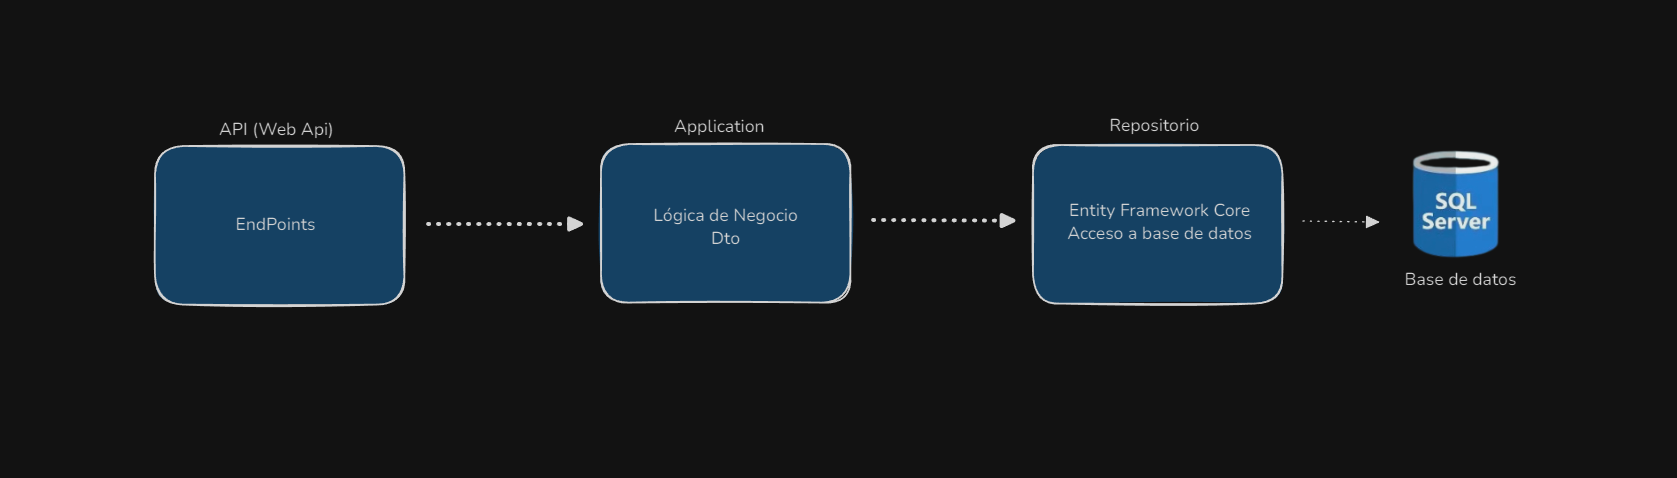 API (Web Api)
EndPoints
Application
Lógica de Negocio
Dto
Repositorio
Entity Framework Core
Acceso a base de datos
SQL
Server
Base de datos